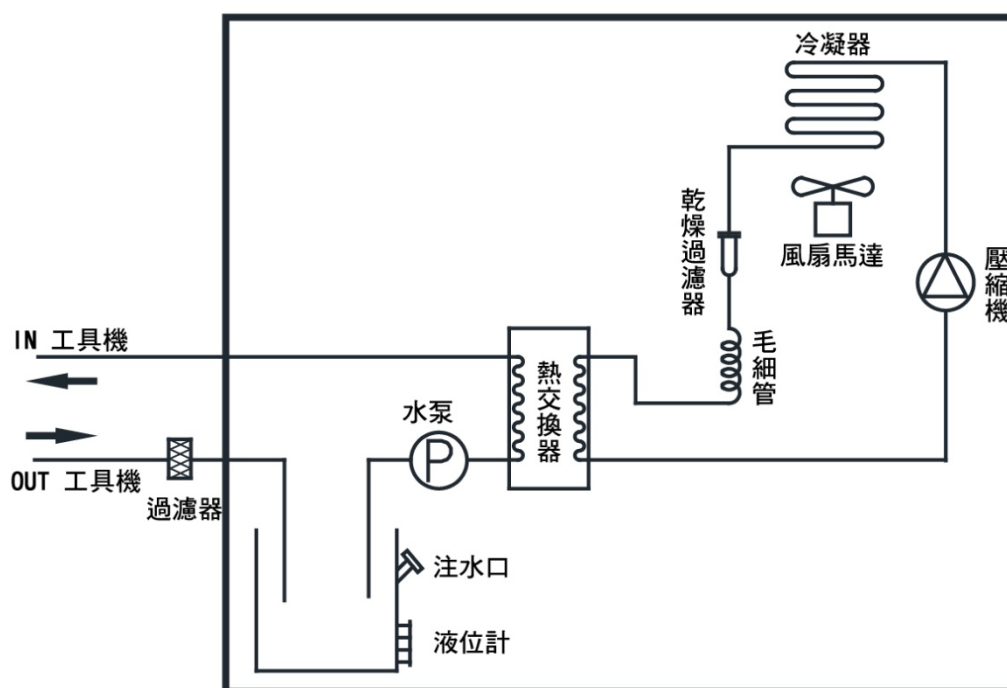 冷凝器
乾燥過濾器
風扇馬達
壓縮機
IN 工具機
毛細管
熱交換器
水泵
P
OUT 工具機
過濾器
注水口
液位計